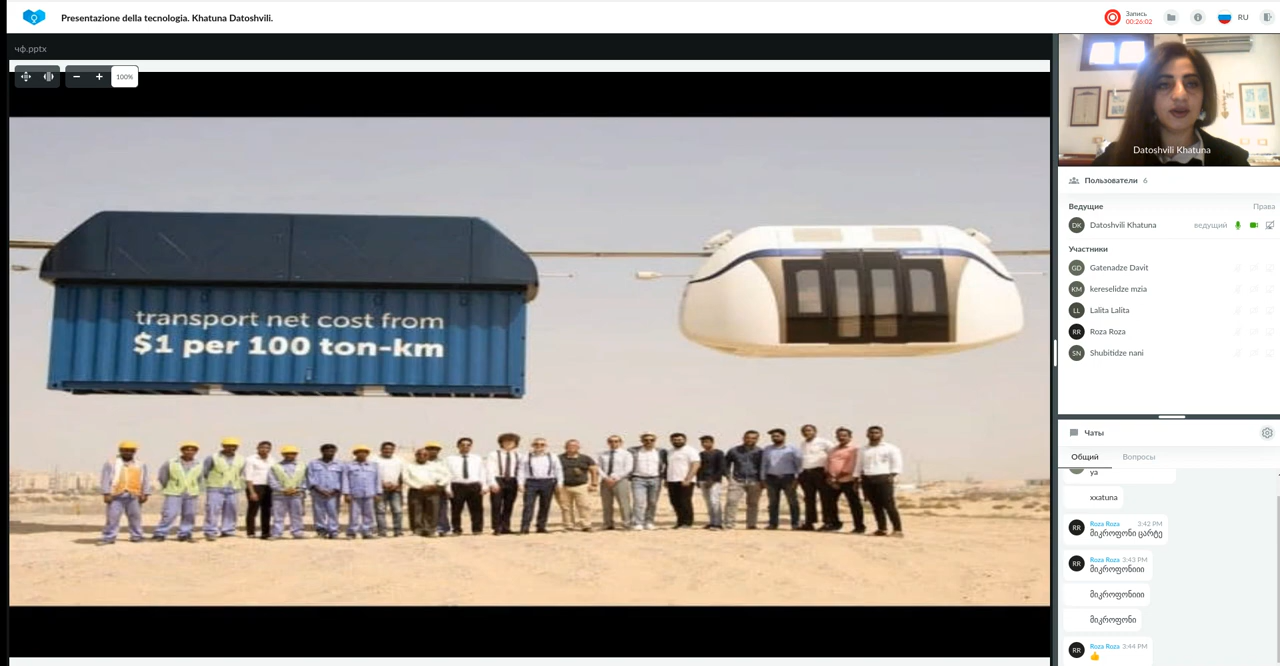 Presentazione della tecnologia. Khatuna Datoshvili.
Запись
00:26:02
RU
чф.pptx
100%
transport net cost from
$1 per 100 ton-km
Datoshvili Khatuna
Пользователи 6
Ведущие Права
DK Datoshvili Khatuna ведущий
Участники
GD Gatenadze Davit
KM kereselidze mzia
LL Lalita Lalita
RR Roza Roza
SN Shubitidze nani
Чаты
Общий Вопросы
ya
xxatuna
RR Roza Roza 3:42 PM
მიკროფონი ცარტე
RR Roza Roza 3:43 PM
მიკროფონიიი
მიკროფონიიი
მიკროფონი
RR Roza Roza 3:44 PM
👍